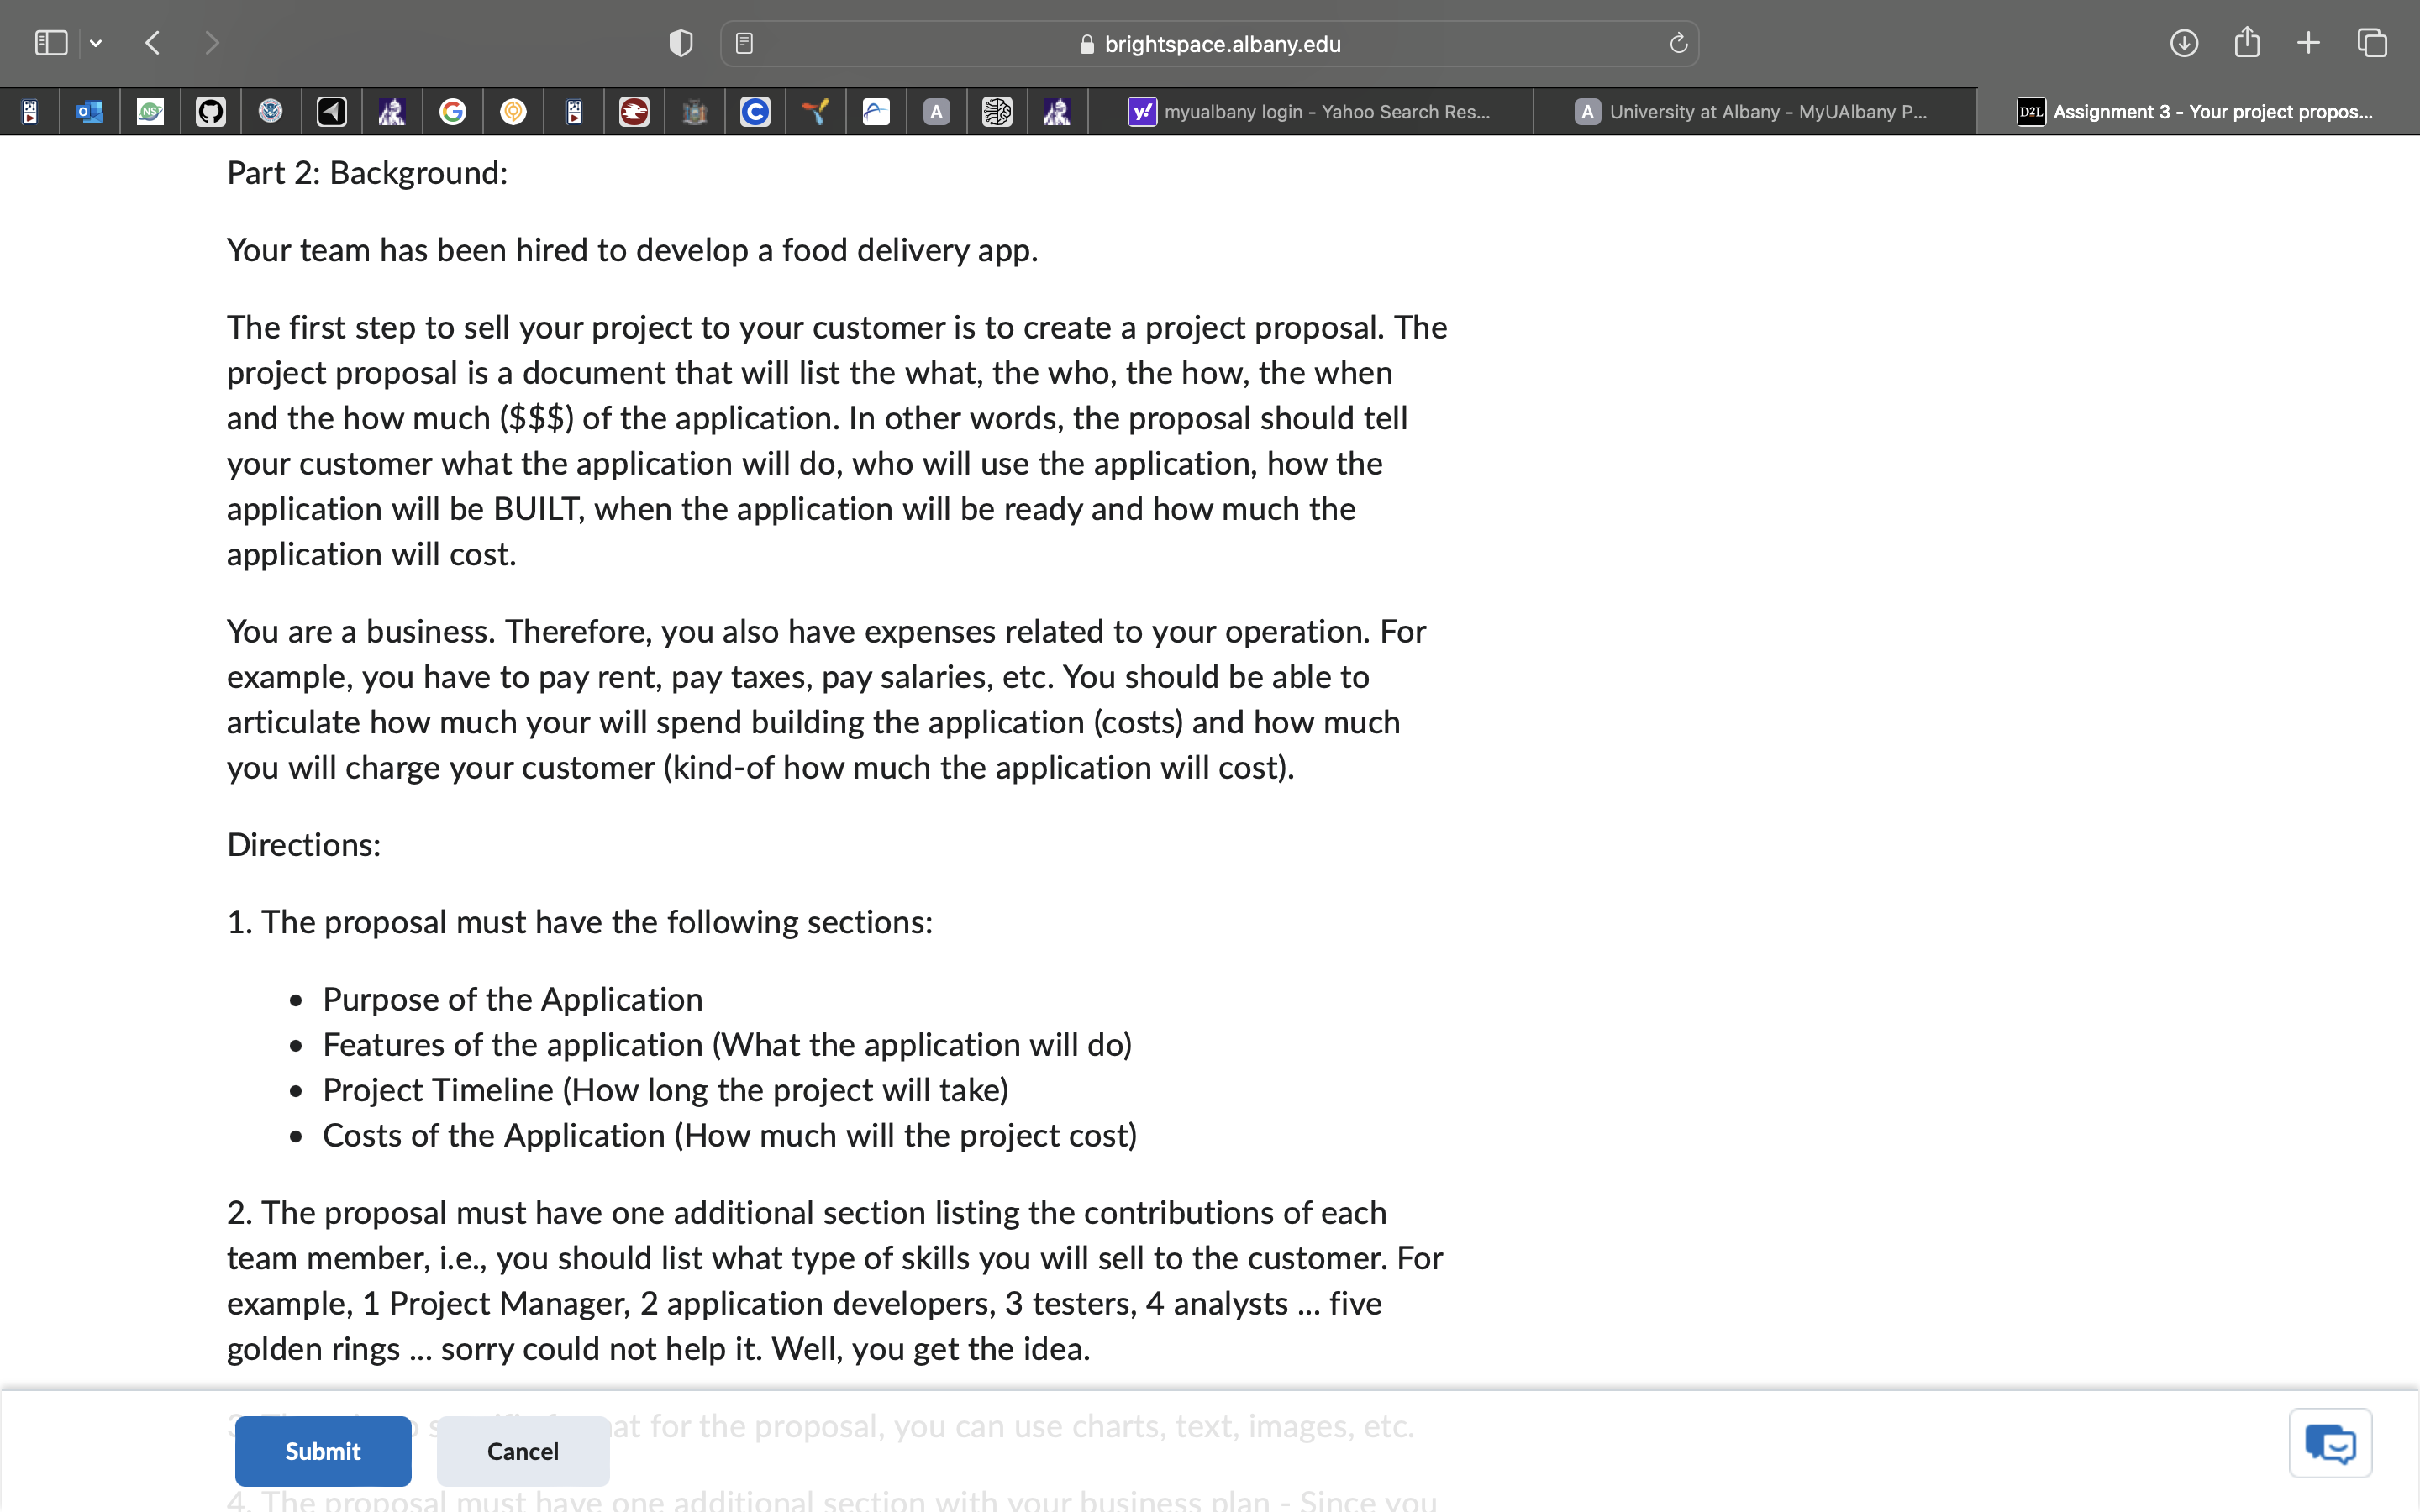 brightspace.albany.edu
NSF
G
C
A
y! myualbany login - Yahoo Search Res...
A University at Albany - MyUAlbany P...
D2L Assignment 3 - Your project propos...
Part 2: Background:
Your team has been hired to develop a food delivery app.
The first step to sell your project to your customer is to create a project proposal. The
project proposal is a document that will list the what, the who, the how, the when
and the how much ($$$) of the application. In other words, the proposal should tell
your customer what the application will do, who will use the application, how the
application will be BUILT, when the application will be ready and how much the
application will cost.
You are a business. Therefore, you also have expenses related to your operation. For
example, you have to pay rent, pay taxes, pay salaries, etc. You should be able to
articulate how much your will spend building the application (costs) and how much
you will charge your customer (kind-of how much the application will cost).
Directions:
1. The proposal must have the following sections:
• Purpose of the Application
• Features of the application (What the application will do)
• Project Timeline (How long the project will take)
• Costs of the Application (How much will the project cost)
2. The proposal must have one additional section listing the contributions of each
team member, i.e., you should list what type of skills you will sell to the customer. For
example, 1 Project Manager, 2 application developers, 3 testers, 4 analysts ... five
golden rings ... sorry could not help it. Well, you get the idea.
for the proposal, you can use charts, text, images, etc.
Submit
Cancel
4. The proposal must have one additional section with your business plan - Since you